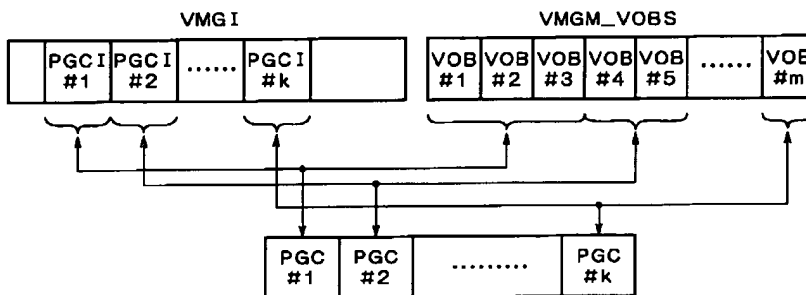 VMGI
VMGM_VOBS
PGCI #1
PGCI #2
......
PGCI #k
VOB #1
VOB #2
VOB #3
VOB #4
VOB #5
......
VOB #m
PGC #1
PGC #2
.........
PGC #k